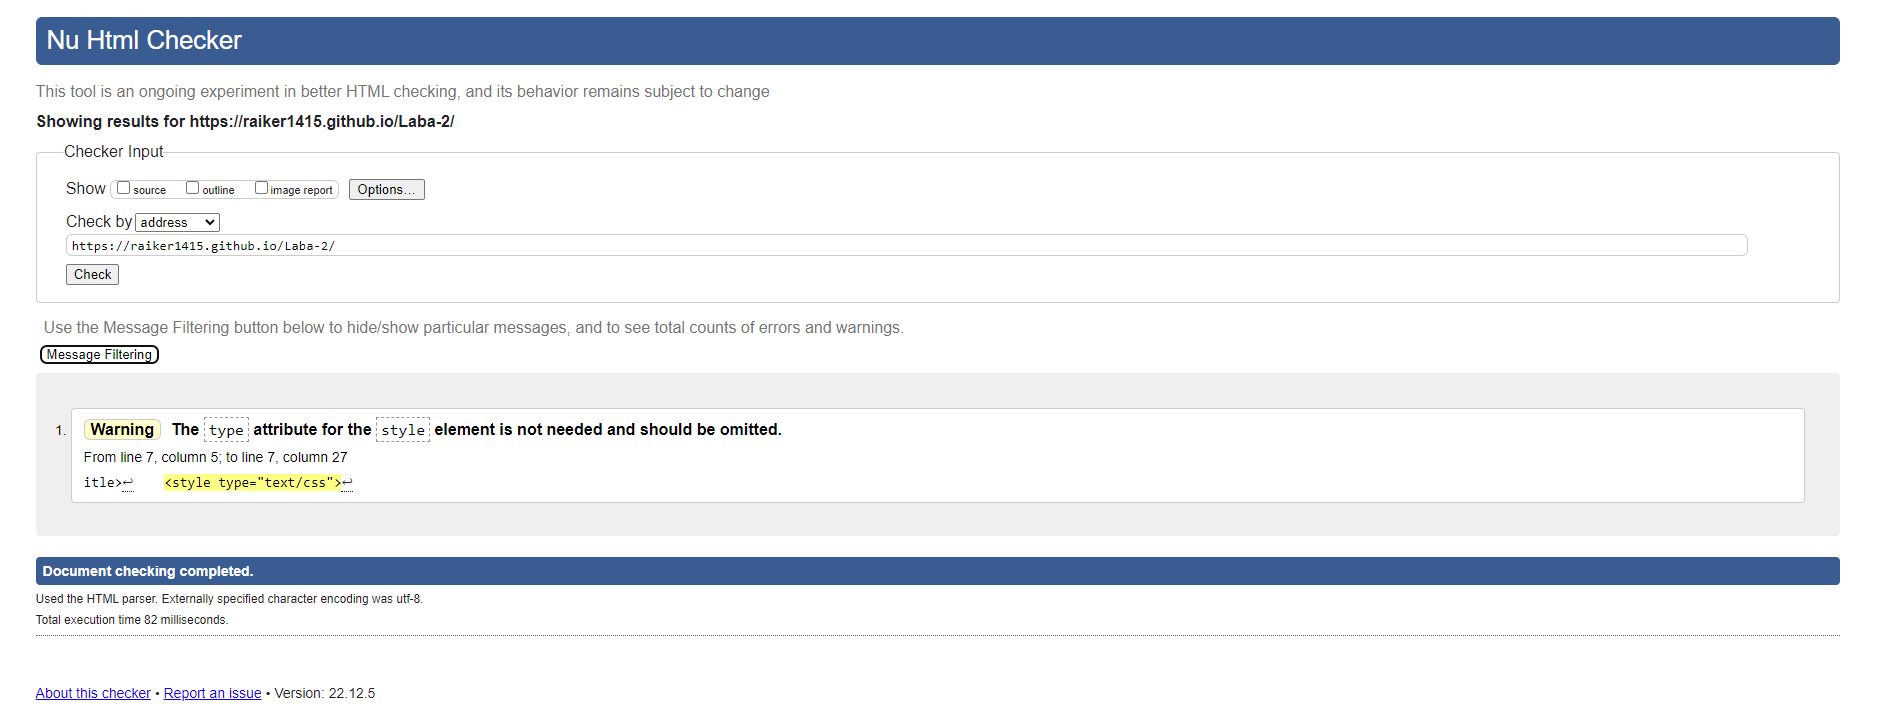 Nu Html Checker
This tool is an ongoing experiment in better HTML checking, and its behavior remains subject to change
Showing results for https://raiker1415.github.io/Laba-2/
Checker Input
Show source outline image report Options...
Check by address
https://raiker1415.github.io/Laba-2/
Check
Use the Message Filtering button below to hide/show particular messages, and to see total counts of errors and warnings.
Message Filtering
1. Warning The type attribute for the style element is not needed and should be omitted.
From line 7, column 5; to line 7, column 27
itle>↩ <style type="text/css">↩
Document checking completed.
Used the HTML parser. Externally specified character encoding was utf-8.
Total execution time 82 milliseconds.
About this checker • Report an issue • Version: 22.12.5